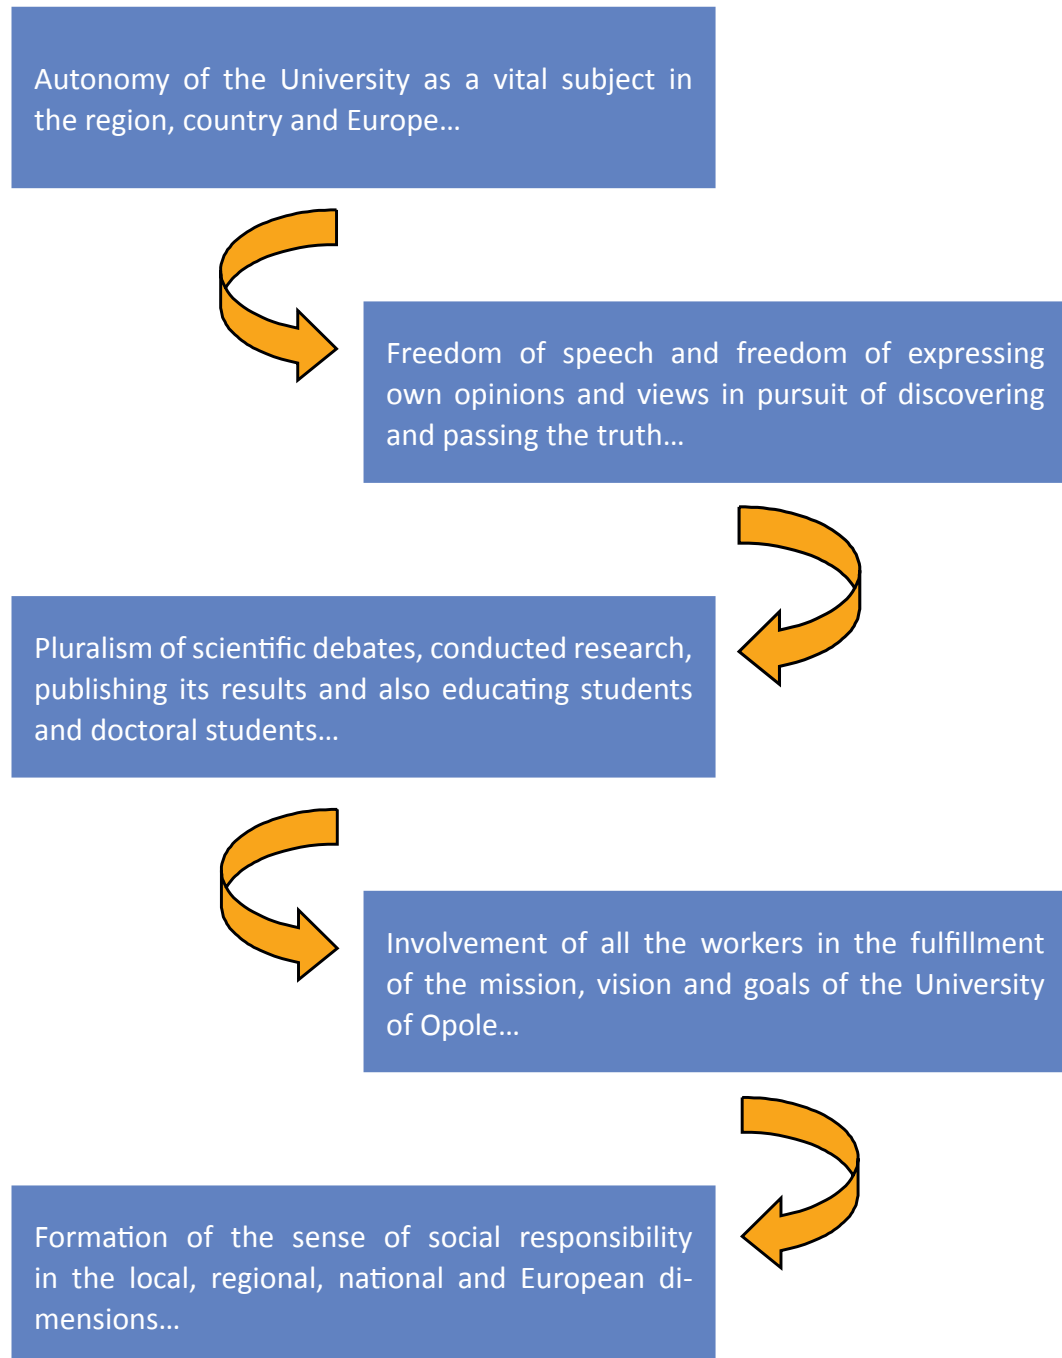 Autonomy of the University as a vital subject in
the region, country and Europe…
Freedom of speech and freedom of expressing
own opinions and views in pursuit of discovering
and passing the truth…
Pluralism of scientific debates, conducted research,
publishing its results and also educating students
and doctoral students…
Involvement of all the workers in the fulfillment
of the mission, vision and goals of the University
of Opole…
Formation of the sense of social responsibility
in the local, regional, national and European di-
mensions…